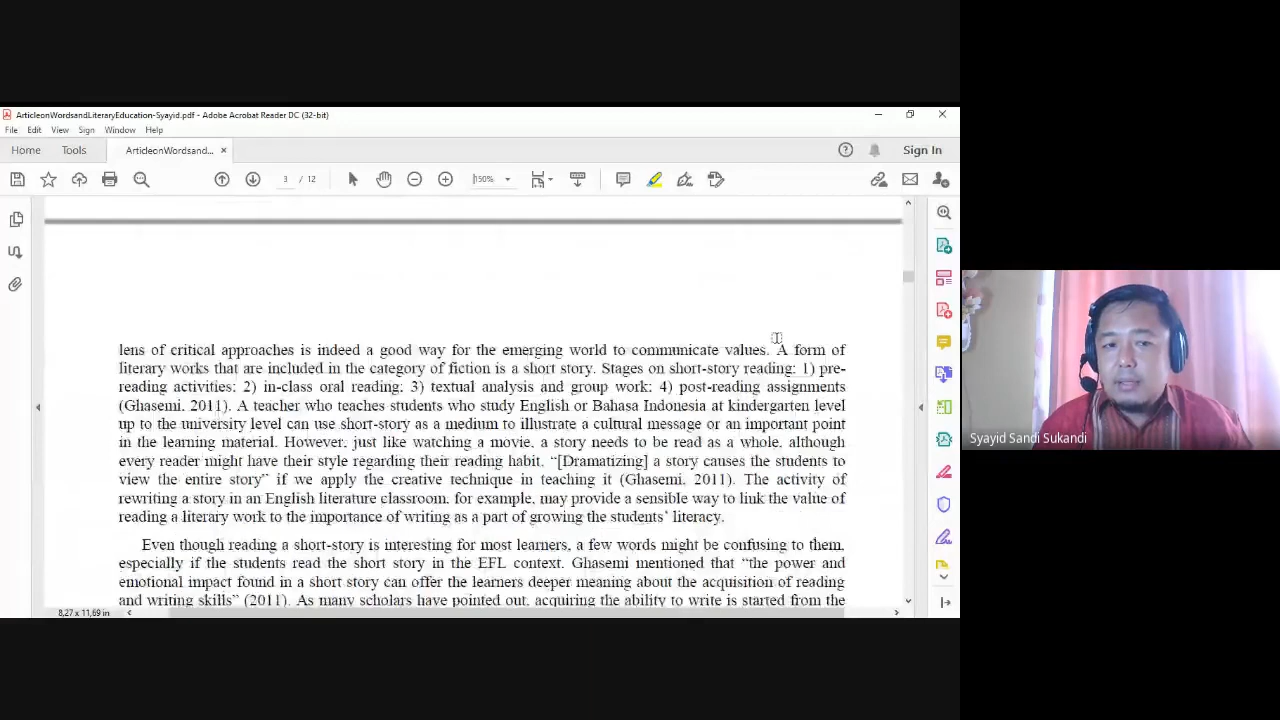 ArticleonWordsandLiteraryEducation-Syayid.pdf - Adobe Acrobat Reader DC (32-bit)
File Edit View Sign Window Help
Home Tools ArticleonWordsand... × Sign In
3 / 12 150%
lens of critical approaches is indeed a good way for the emerging world to communicate values. A form of
literary works that are included in the category of fiction is a short story. Stages on short-story reading: 1) pre-
reading activities: 2) in-class oral reading: 3) textual analysis and group work: 4) post-reading assignments
(Ghasemi, 2011). A teacher who teaches students who study English or Bahasa Indonesia at kindergarten level
up to the university level can use short-story as a medium to illustrate a cultural message or an important point
in the learning material. However, just like watching a movie, a story needs to be read as a whole, although
every reader might have their style regarding their reading habit. “[Dramatizing] a story causes the students to
view the entire story” if we apply the creative technique in teaching it (Ghasemi, 2011). The activity of
rewriting a story in an English literature classroom, for example, may provide a sensible way to link the value of
reading a literary work to the importance of writing as a part of growing the students‘ literacy.
Even though reading a short-story is interesting for most learners, a few words might be confusing to them,
especially if the students read the short story in the EFL context. Ghasemi mentioned that “the power and
emotional impact found in a short story can offer the learners deeper meaning about the acquisition of reading
and writing skills” (2011). As many scholars have pointed out, acquiring the ability to write is started from the
8,27 x 11,69 in
Syayid Sandi Sukandi